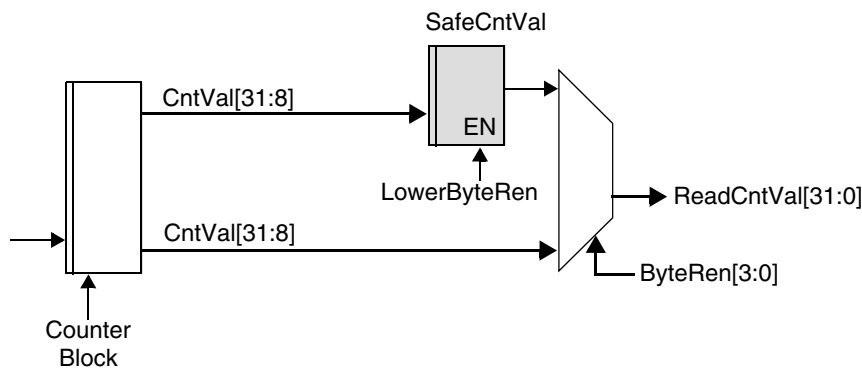 SafeCntVal
CntVal[31:8]
EN
LowerByteRen
ReadCntVal[31:0]
CntVal[31:8]
ByteRen[3:0]
Counter
Block